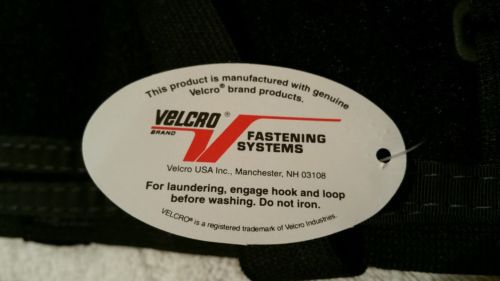 This product is manufactured with genuine
Velcro® brand products.
VELCRO®
BRAND
FASTENING
SYSTEMS
Velcro USA Inc., Manchester, NH 03108
For laundering, engage hook and loop
before washing. Do not iron.
VELCRO® is a registered trademark of Velcro Industries.